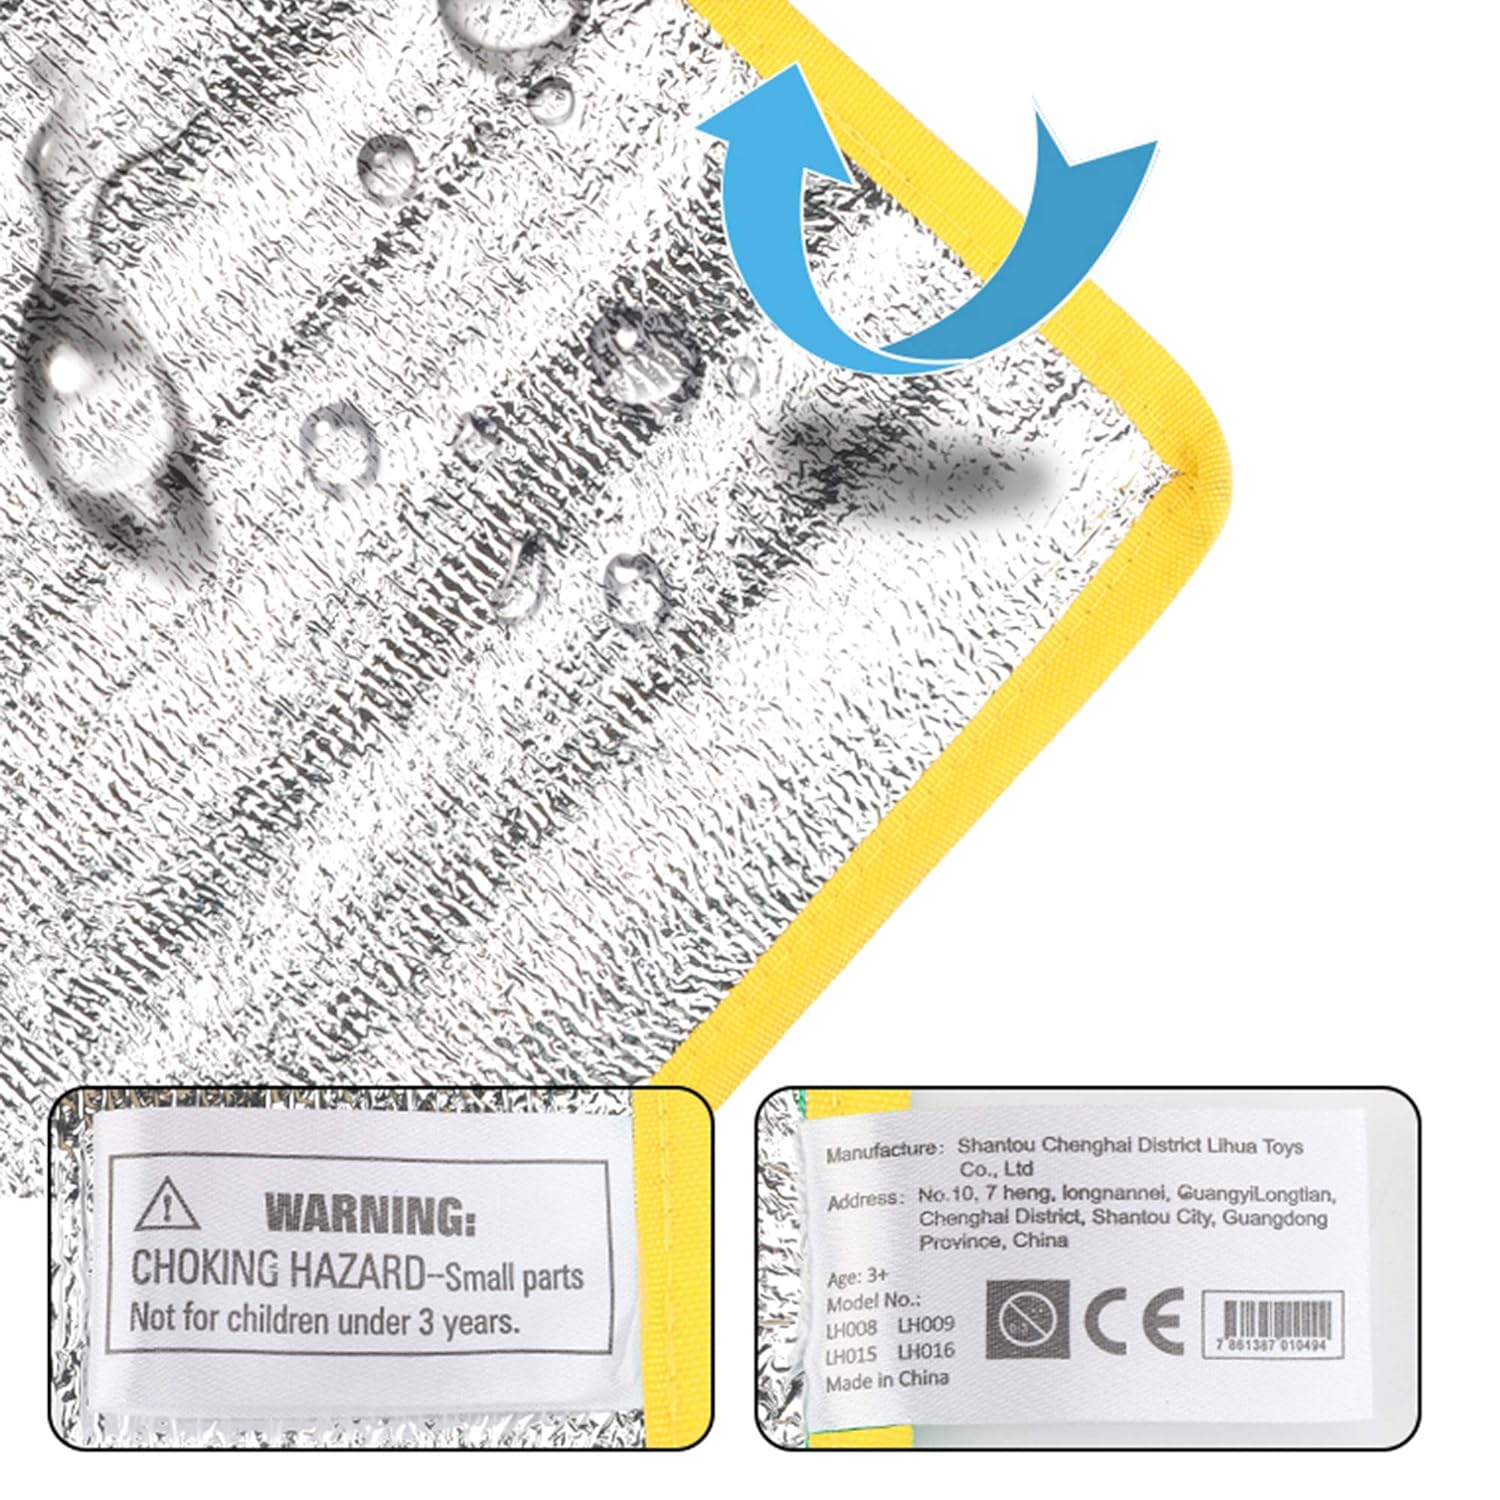 WARNING:
CHOKING HAZARD--Small parts
Not for children under 3 years.
Manufacture: Shantou Chenghai District Lihua Toys
Co., Ltd
Address: No.10, 7 heng, longnannei, GuangyiLongtian,
Chenghai District, Shantou City, Guangdong
Province, China
Age: 3+
Model No.:
LH008 LH009
LH015 LH016
Made in China
CE
7 861387 010494